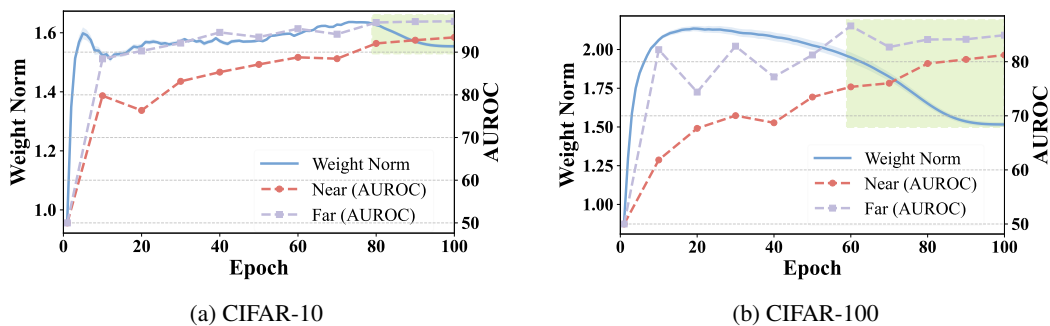 1.6
1.4
1.2
1.0
Weight Norm
90
80
70
60
50
AUROC
Weight Norm
Near (AUROC)
Far (AUROC)
0 20 40 60 80 100
Epoch
(a) CIFAR-10
2.00
1.75
1.50
1.25
1.00
Weight Norm
80
70
60
50
AUROC
Weight Norm
Near (AUROC)
Far (AUROC)
0 20 40 60 80 100
Epoch
(b) CIFAR-100